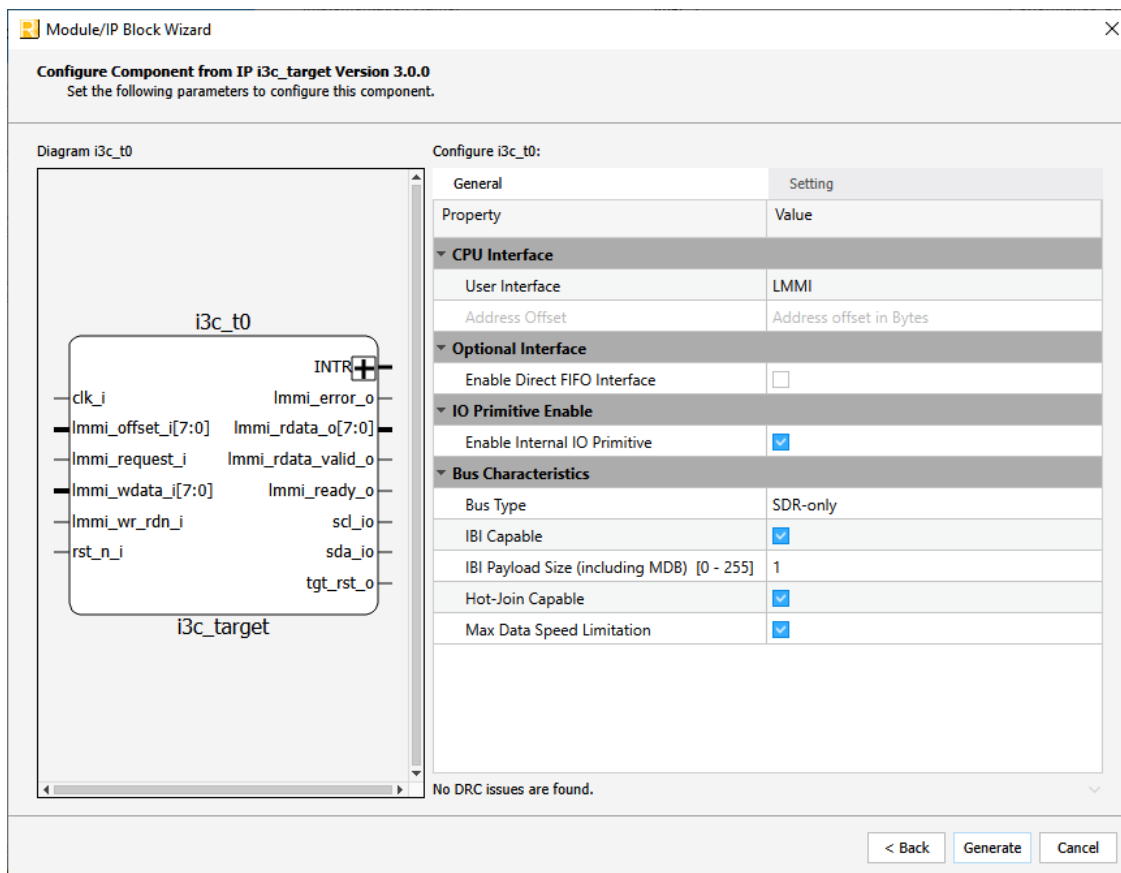 Module/IP Block Wizard
Configure Component from IP i3c_target Version 3.0.0
Set the following parameters to configure this component.
Diagram i3c_t0
i3c_t0
INTR
clk_i lmmi_error_o
lmmi_offset_i[7:0] lmmi_rdata_o[7:0]
lmmi_request_i lmmi_rdata_valid_o
lmmi_wdata_i[7:0] lmmi_ready_o
lmmi_wr_rdn_i scl_io
rst_n_i sda_io
tgt_rst_o
i3c_target
Configure i3c_t0:
General Setting
Property Value
CPU Interface
User Interface LMMI
Address Offset Address offset in Bytes
Optional Interface
Enable Direct FIFO Interface
IO Primitive Enable
Enable Internal IO Primitive
Bus Characteristics
Bus Type SDR-only
IBI Capable
IBI Payload Size (including MDB) [0 - 255] 1
Hot-Join Capable
Max Data Speed Limitation
No DRC issues are found.
< Back Generate Cancel